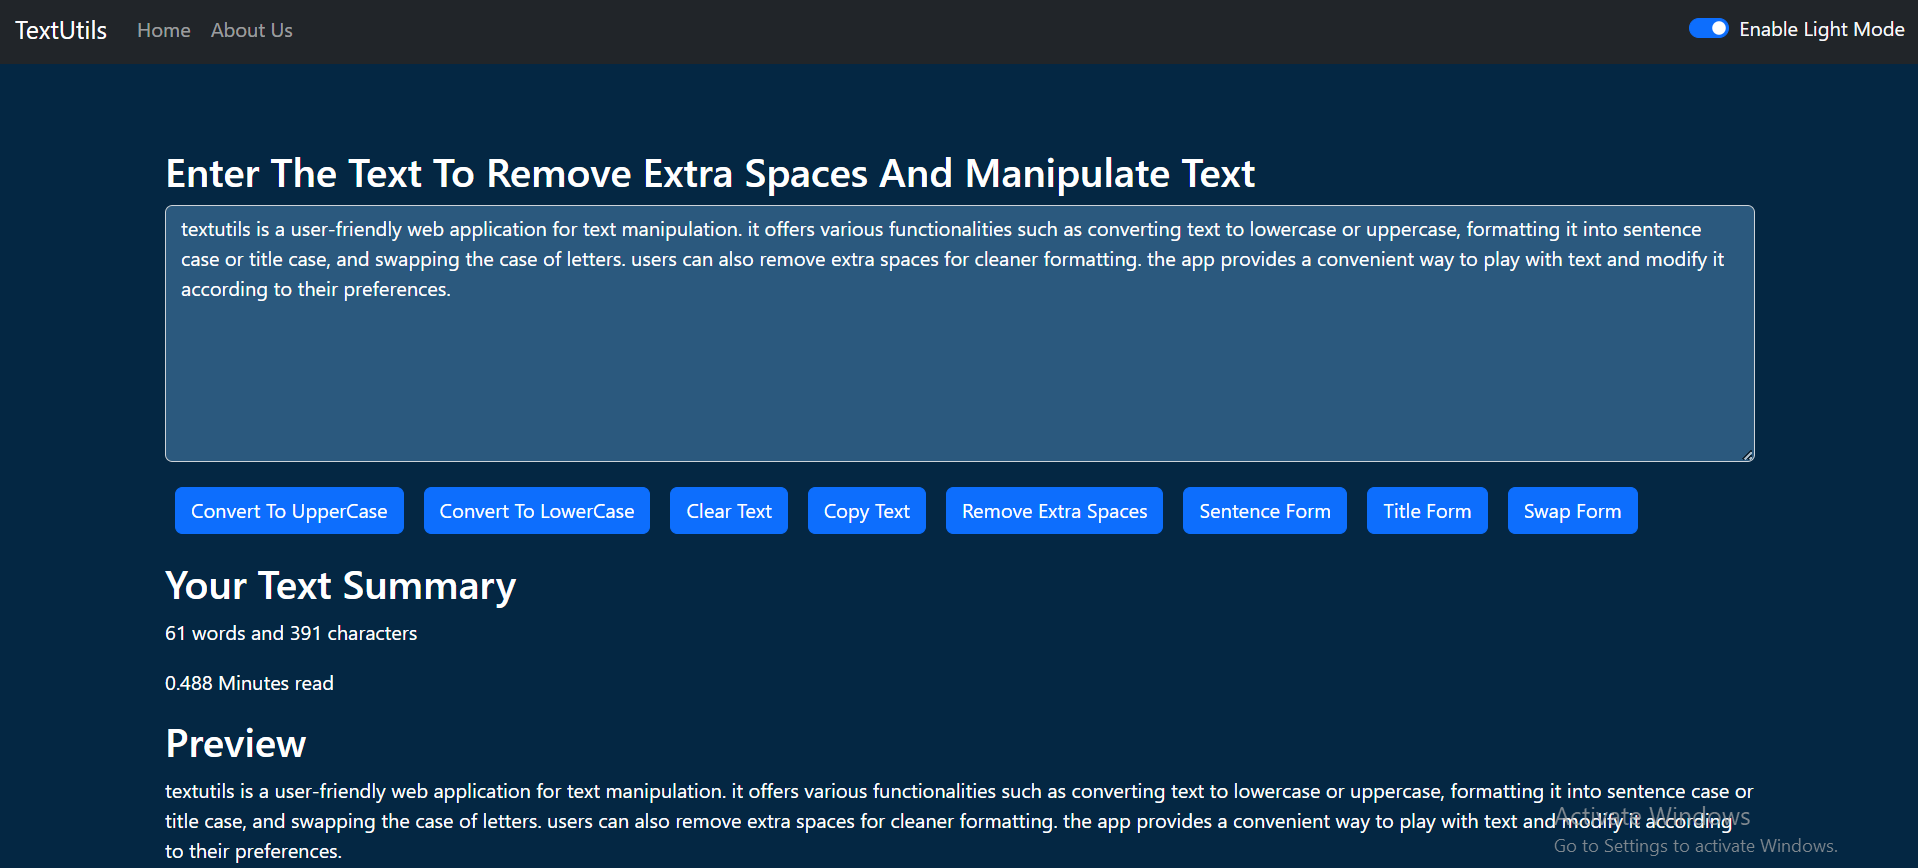 TextUtils Home About Us Enable Light Mode
Enter The Text To Remove Extra Spaces And Manipulate Text
textutils is a user-friendly web application for text manipulation. it offers various functionalities such as converting text to lowercase or uppercase, formatting it into sentence
case or title case, and swapping the case of letters. users can also remove extra spaces for cleaner formatting. the app provides a convenient way to play with text and modify it
according to their preferences.
Convert To UpperCase Convert To LowerCase Clear Text Copy Text Remove Extra Spaces Sentence Form Title Form Swap Form
Your Text Summary
61 words and 391 characters
0.488 Minutes read
Preview
textutils is a user-friendly web application for text manipulation. it offers various functionalities such as converting text to lowercase or uppercase, formatting it into sentence case or
title case, and swapping the case of letters. users can also remove extra spaces for cleaner formatting. the app provides a convenient way to play with text and modify it according
to their preferences.
Activate Windows
Go to Settings to activate Windows.